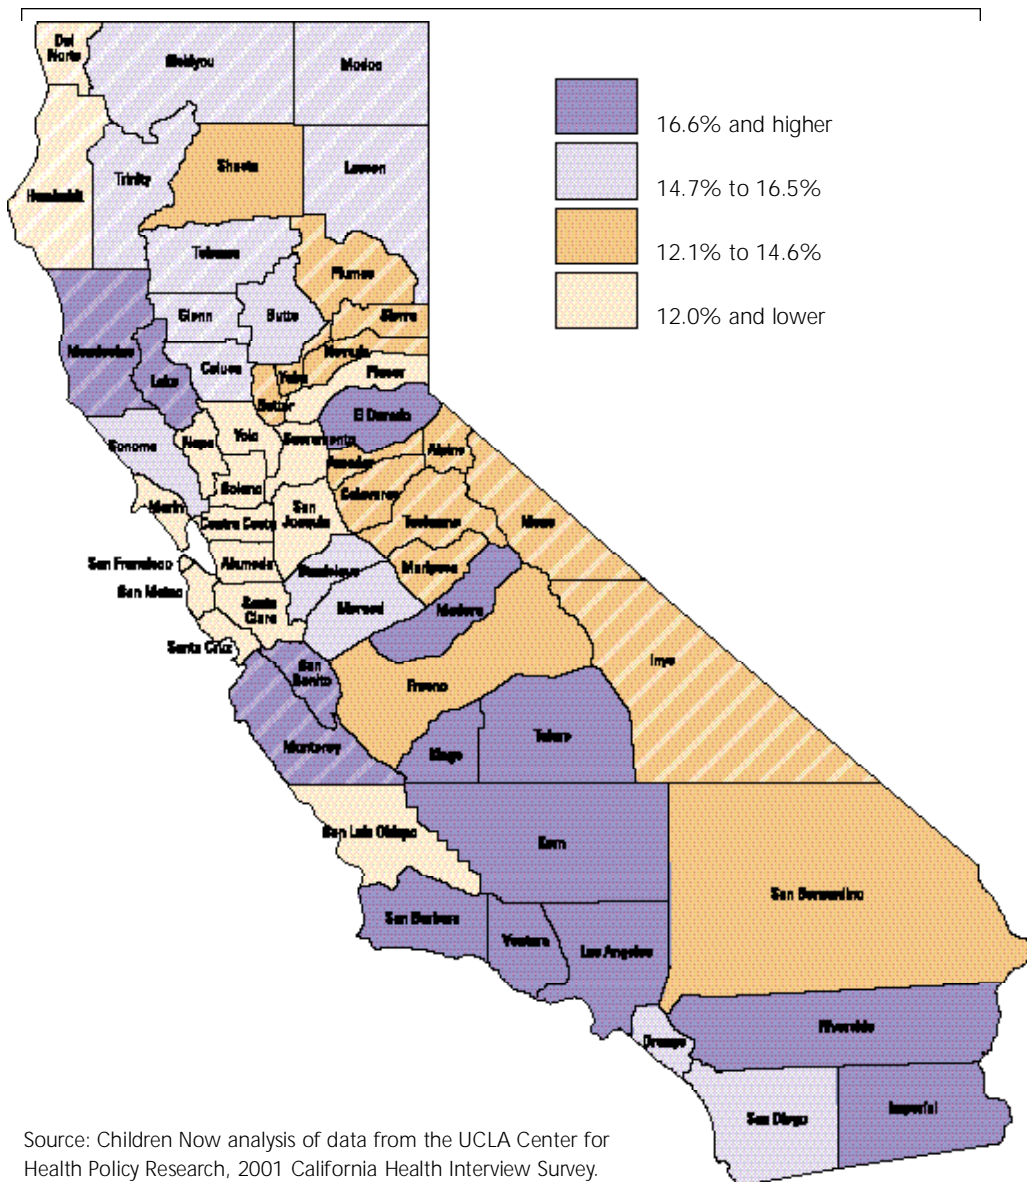 Del
Norte
Siskiyou
Modoc
16.6% and higher
14.7% to 16.5%
12.1% to 14.6%
12.0% and lower
Shasta
Lassen
Trinity
Humboldt
Tehama
Plumas
Glenn
Butte
Sierra
Mendocino
Nevada
Colusa
Placer
Lake
Yuba
Sutter
El Dorado
Sonoma
Napa
Yolo
Sacramento
Alpine
Amador
Solano
Calaveras
Marin
San
Joaquin
Contra Costa
Tuolumne
Mono
San Francisco
Alameda
Stanislaus
Mariposa
San Mateo
Santa
Clara
Merced
Madera
Santa Cruz
San
Benito
Fresno
Inyo
Monterey
Kings
Tulare
San Luis Obispo
Kern
San Bernardino
San Barbara
Ventura
Los Angeles
Riverside
Orange
San Diego
Imperial
Source: Children Now analysis of data from the UCLA Center for
Health Policy Research, 2001 California Health Interview Survey.